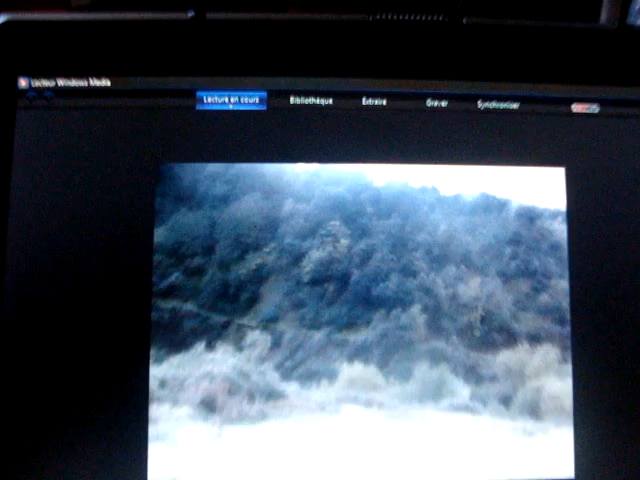 Lecteur Windows Media
Lecture en cours Bibliothèque Extraire Graver Synchroniser